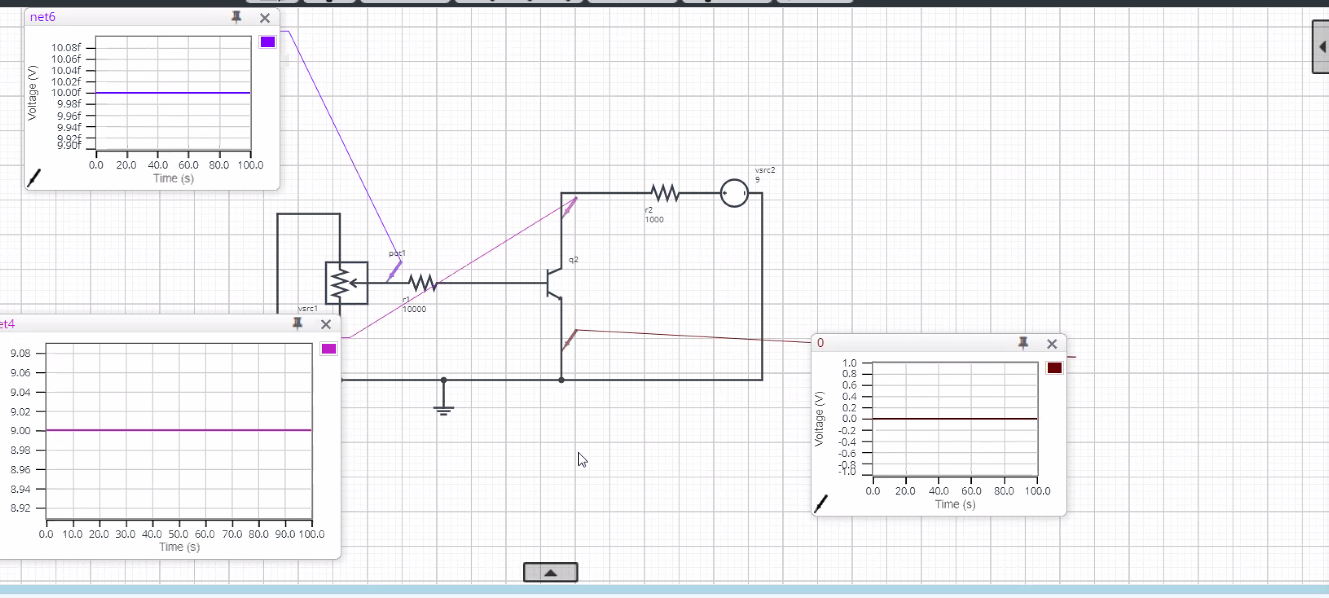 net6
10.08f
10.06f
10.04f
10.02f
10.00f
9.98f
9.96f
9.94f
9.92f
9.90f
Voltage (V)
0.0 20.0 40.0 60.0 80.0 100.0
Time (s)
vsrc2
9
r2
1000
pot1
q2
r1
10000
vsrc1
et4
9.08
9.06
9.04
9.02
9.00
8.98
8.96
8.94
8.92
0.0 10.0 20.0 30.0 40.0 50.0 60.0 70.0 80.0 90.0 100.0
Time (s)
0
1.0
0.8
0.6
0.4
0.2
0.0
-0.2
-0.4
-0.6
-0.8
-1.0
Voltage (V)
0.0 20.0 40.0 60.0 80.0 100.0
Time (s)